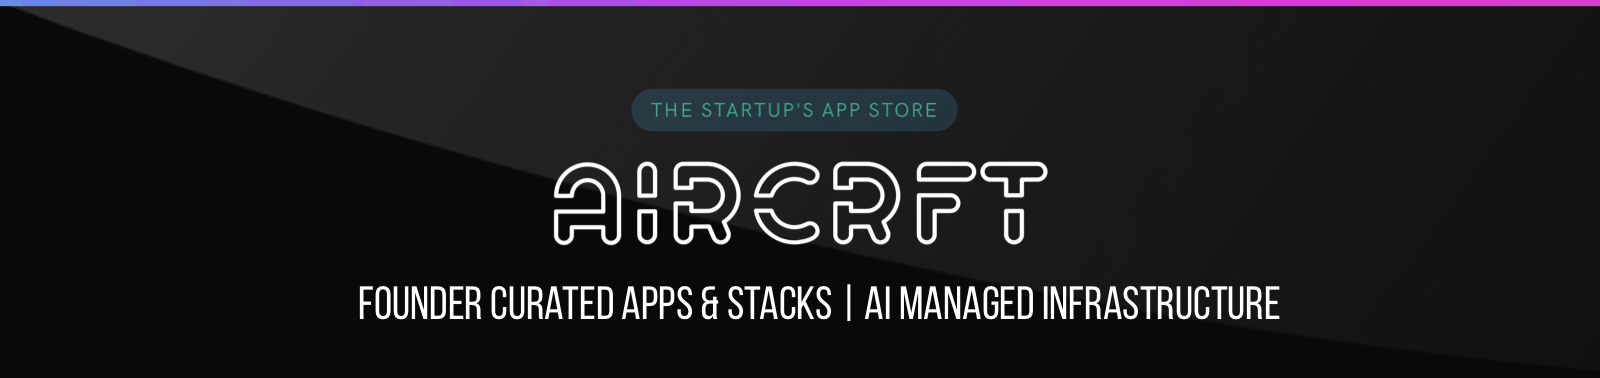 THE STARTUP'S APP STORE
AIRCRFT
FOUNDER CURATED APPS & STACKS | AI MANAGED INFRASTRUCTURE